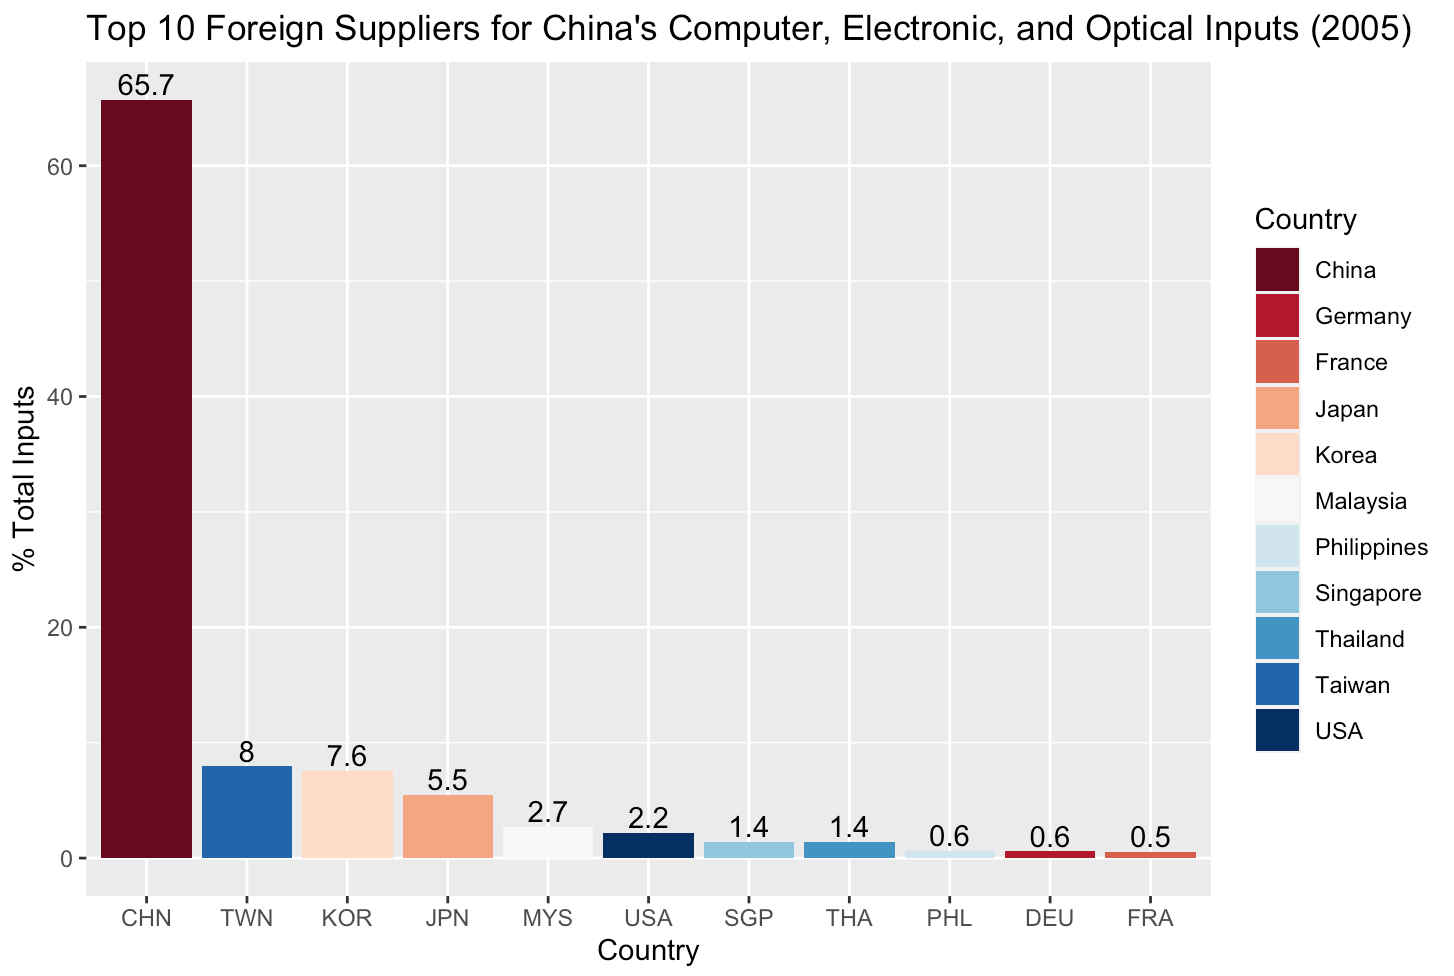 Top 10 Foreign Suppliers for China's Computer, Electronic, and Optical Inputs (2005)
% Total Inputs
60
40
20
0
65.7
8
7.6
5.5
2.7
2.2
1.4
1.4
0.6
0.6
0.5
CHN
TWN
KOR
JPN
MYS
USA
SGP
THA
PHL
DEU
FRA
Country
Country
China
Germany
France
Japan
Korea
Malaysia
Philippines
Singapore
Thailand
Taiwan
USA